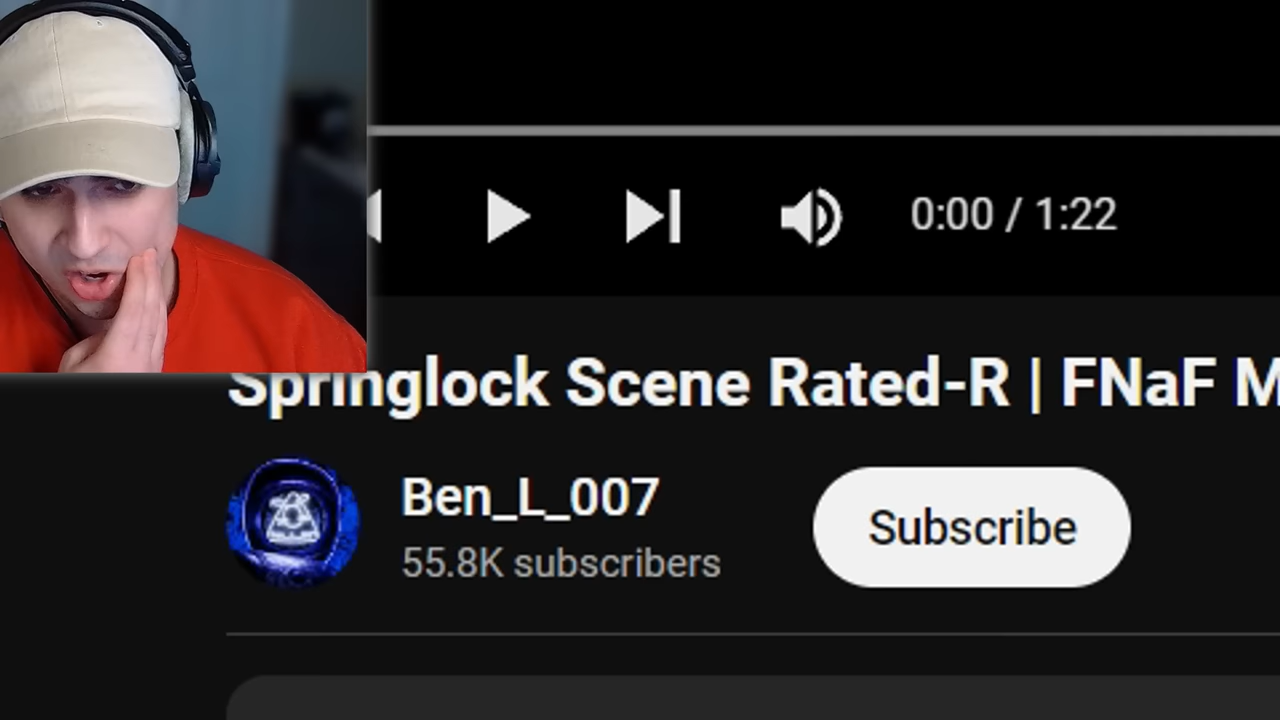 0:00 / 1:22
Springlock Scene Rated-R | FNaF M
Ben_L_007
Subscribe
55.8K subscribers